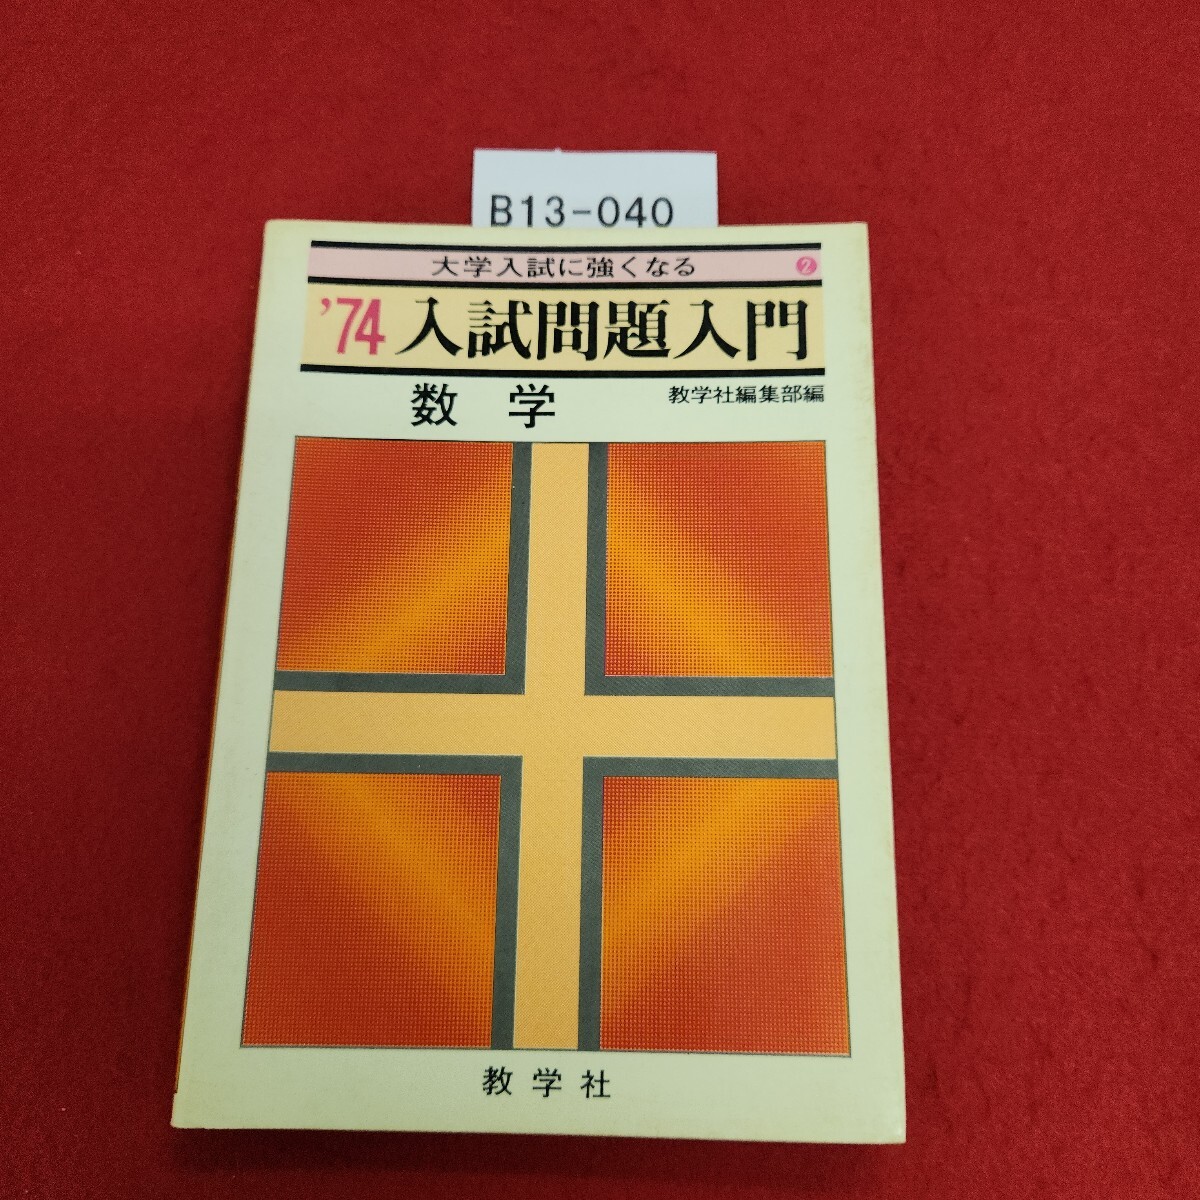 B13-040
大学入試に強くなる 2
'74 入試問題入門
数学 教学社編集部編
教学社